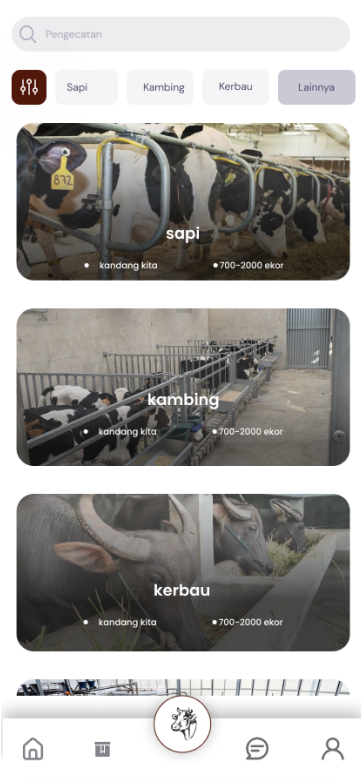 Pengecatan
Sapi
Kambing
Kerbau
Lainnya
872
sapi
kandang kita
700-2000 ekor
kambing
kandang kita
700-2000 ekor
kerbau
kandang kita
700-2000 ekor